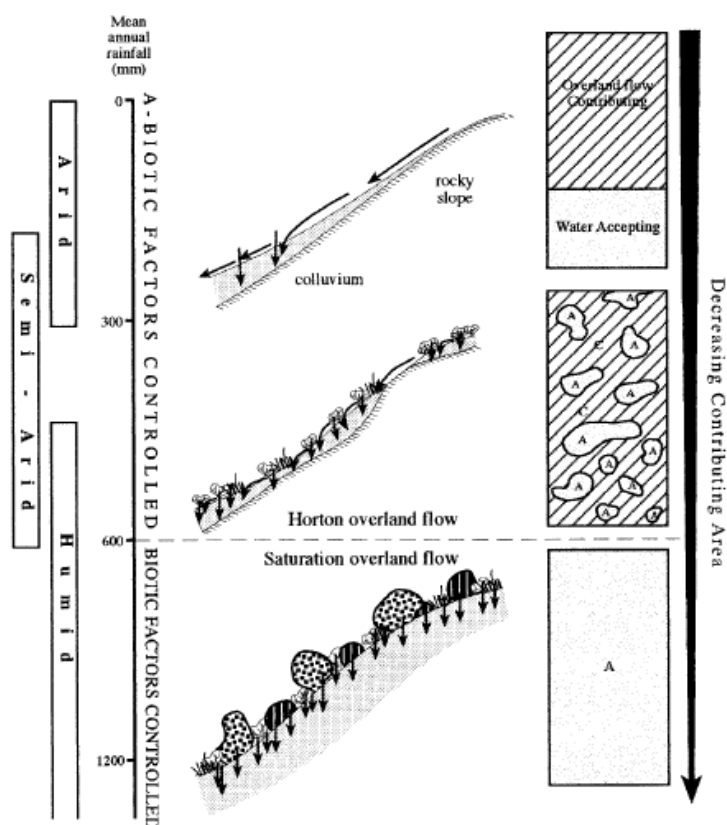 Mean
annual
rainfall
(mm)
0
300
600
1200
Arid
Semi-Arid
Humid
A-BIOTIC FACTORS CONTROLLED
BIOTIC FACTORS CONTROLLED
rocky
slope
colluvium
Horton overland flow
Saturation overland flow
Overland flow
Contributing
Water Accepting
A
A
A
C
A
A
C
A
A
A
A
A
A
A
A
Decreasing Contributing Area